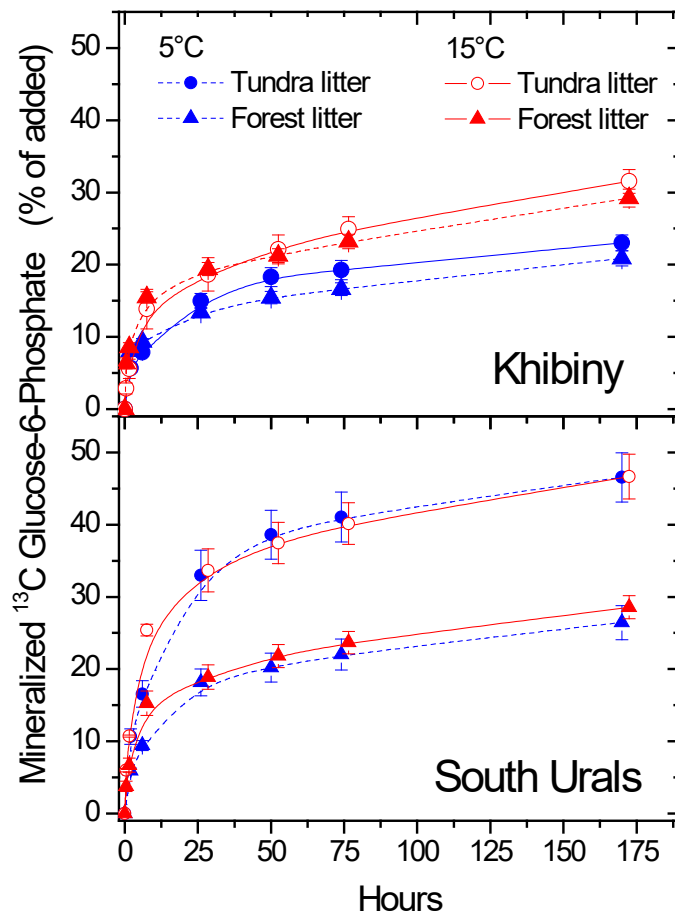 Mineralized ¹³C Glucose-6-Phosphate (% of added)
5°C 15°C
Tundra litter Tundra litter
Forest litter Forest litter
50
40
30
20
10
0
Khibiny
50
40
30
20
10
0
South Urals
0 25 50 75 100 125 150 175
Hours